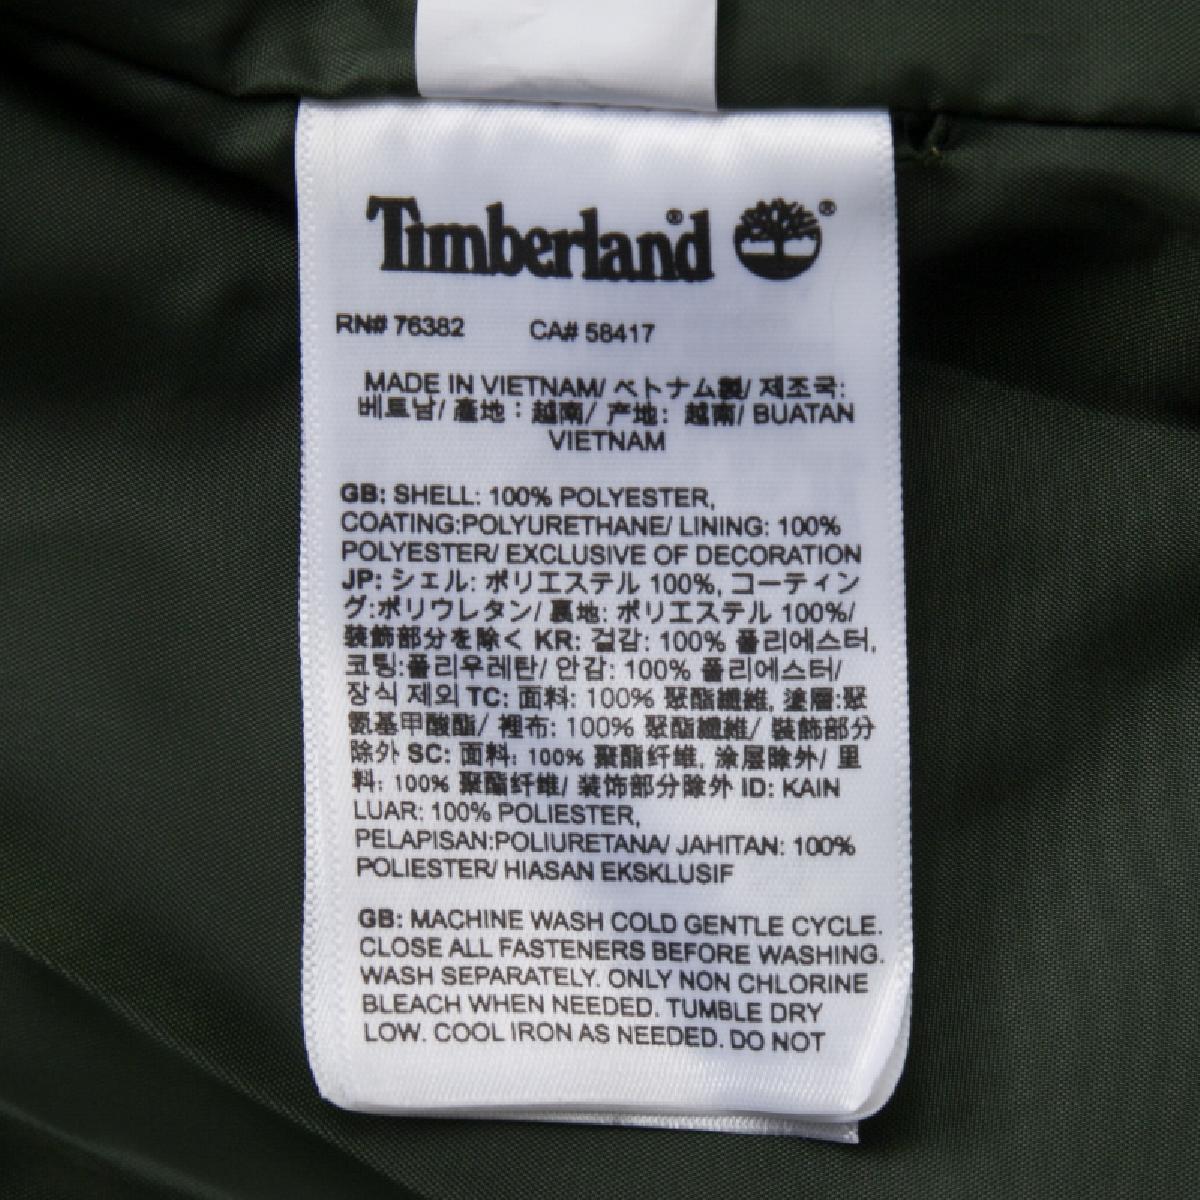 Timberland® ®
RN# 76382 CA# 58417
MADE IN VIETNAM/ ベトナム製/ 제조국:
베트남/ 產地：越南/ 产地：越南/ BUATAN
VIETNAM
GB: SHELL: 100% POLYESTER,
COATING:POLYURETHANE/ LINING: 100%
POLYESTER/ EXCLUSIVE OF DECORATION
JP: シェル: ポリエステル 100%, コーティン
グ:ポリウレタン/ 裏地: ポリエステル 100%/
装飾部分を除く KR: 겉감: 100% 폴리에스터,
코팅:폴리우레탄/ 안감: 100% 폴리에스터/
장식 제외 TC: 面料: 100% 聚酯纖維, 塗層:聚
氨基甲酸酯/ 裡布: 100% 聚酯纖維/ 裝飾部分
除外 SC: 面料: 100% 聚酯纤维, 涂层除外/ 里
料: 100% 聚酯纤维/ 装饰部分除外 ID: KAIN
LUAR: 100% POLIESTER,
PELAPISAN:POLIURETANA/ JAHITAN: 100%
POLIESTER/ HIASAN EKSKLUSIF
GB: MACHINE WASH COLD GENTLE CYCLE.
CLOSE ALL FASTENERS BEFORE WASHING.
WASH SEPARATELY. ONLY NON CHLORINE
BLEACH WHEN NEEDED. TUMBLE DRY
LOW. COOL IRON AS NEEDED. DO NOT